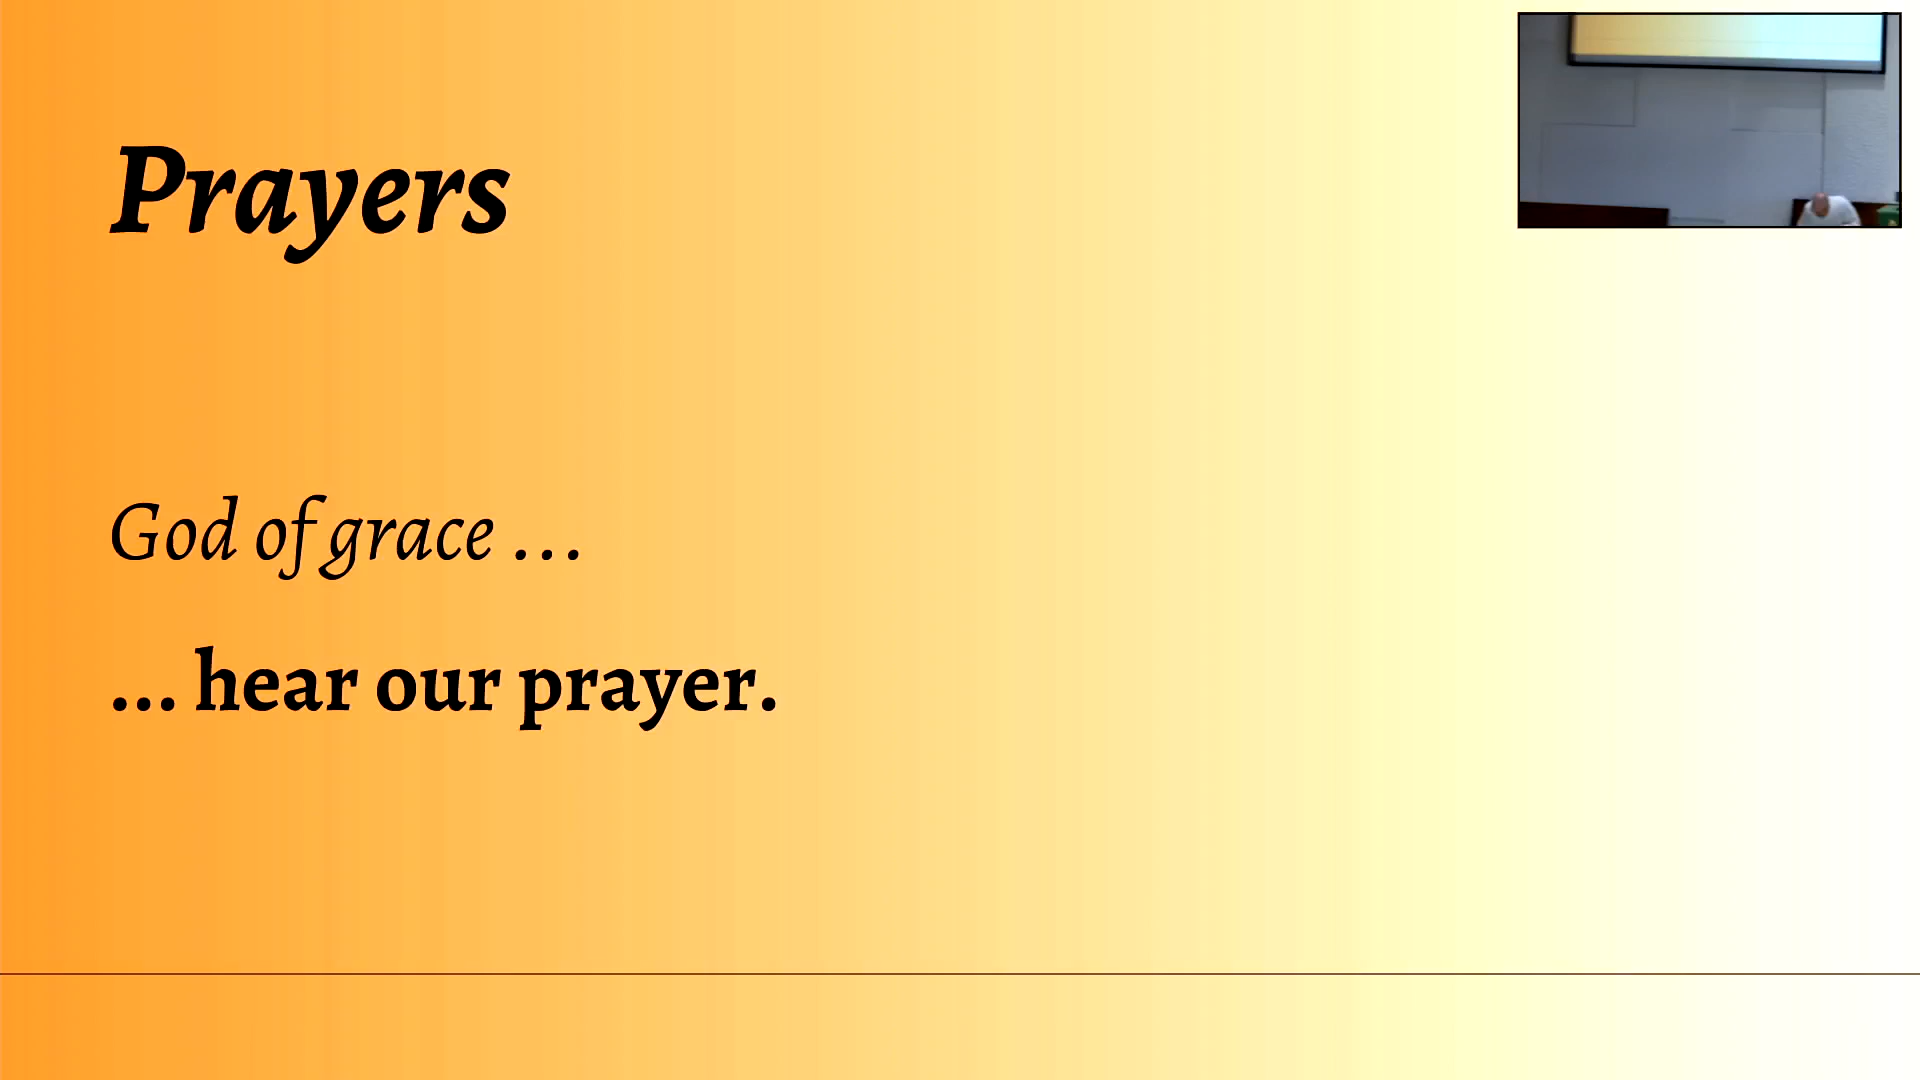 Prayers
God of grace …
… hear our prayer.